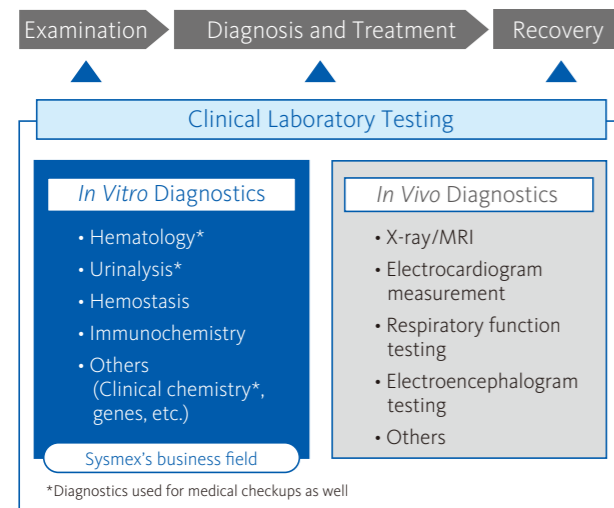 Examination
Diagnosis and Treatment
Recovery
Clinical Laboratory Testing
In Vitro Diagnostics
• Hematology*
• Urinalysis*
• Hemostasis
• Immunochemistry
• Others
(Clinical chemistry*,
genes, etc.)
Sysmex's business field
In Vivo Diagnostics
• X-ray/MRI
• Electrocardiogram
measurement
• Respiratory function
testing
• Electroencephalogram
testing
• Others
*Diagnostics used for medical checkups as well